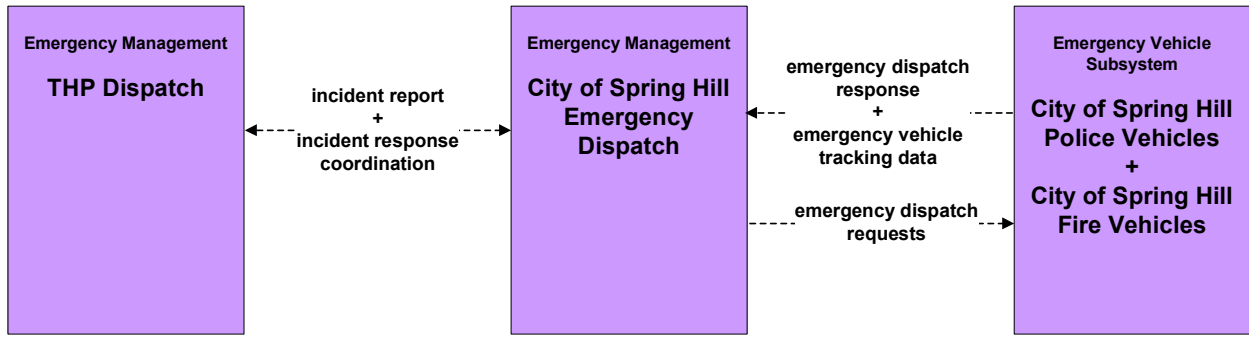 Emergency Management
THP Dispatch
incident report
+
incident response
coordination
Emergency Management
City of Spring Hill
Emergency
Dispatch
emergency dispatch
response
+
emergency vehicle
tracking data
emergency dispatch
requests
Emergency Vehicle
Subsystem
City of Spring Hill
Police Vehicles
+
City of Spring Hill
Fire Vehicles